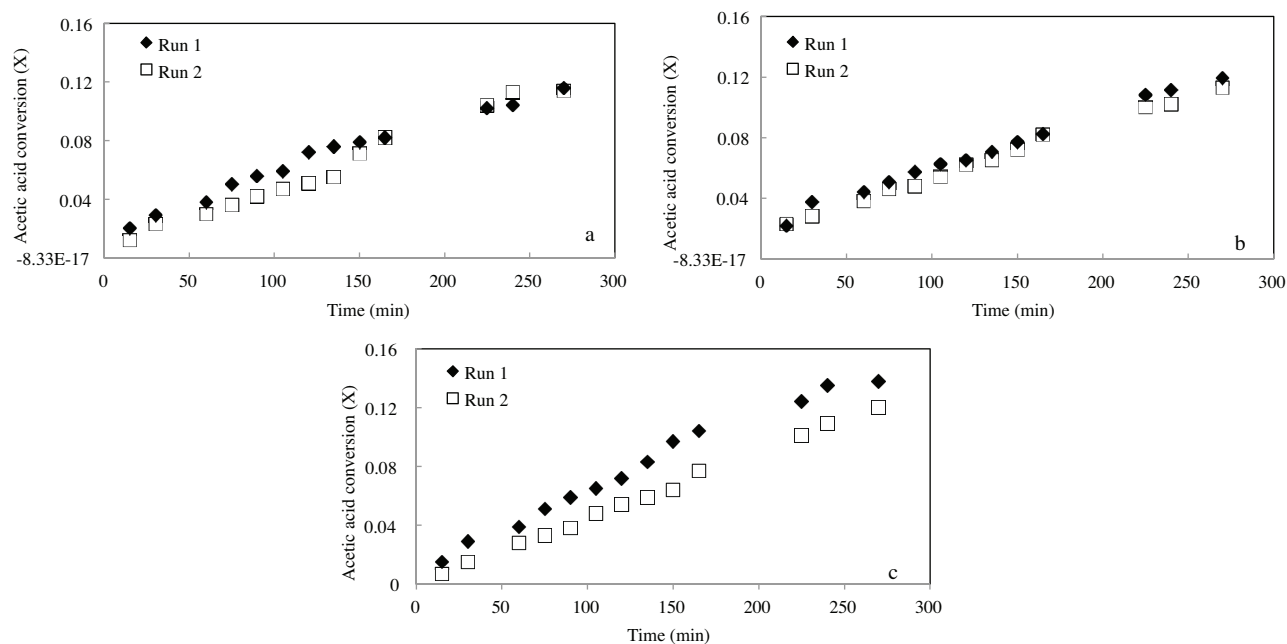 0.16
0.12
0.08
0.04
-8.33E-17
Acetic acid conversion (X)
Run 1
Run 2
a
0 50 100 150 200 250 300
Time (min)
0.16
0.12
0.08
0.04
-8.33E-17
Acetic acid conversion (X)
Run 1
Run 2
b
0 50 100 150 200 250 300
Time (min)
0.16
0.12
0.08
0.04
0
Acetic acid conversion (X)
Run 1
Run 2
c
0 50 100 150 200 250 300
Time (min)